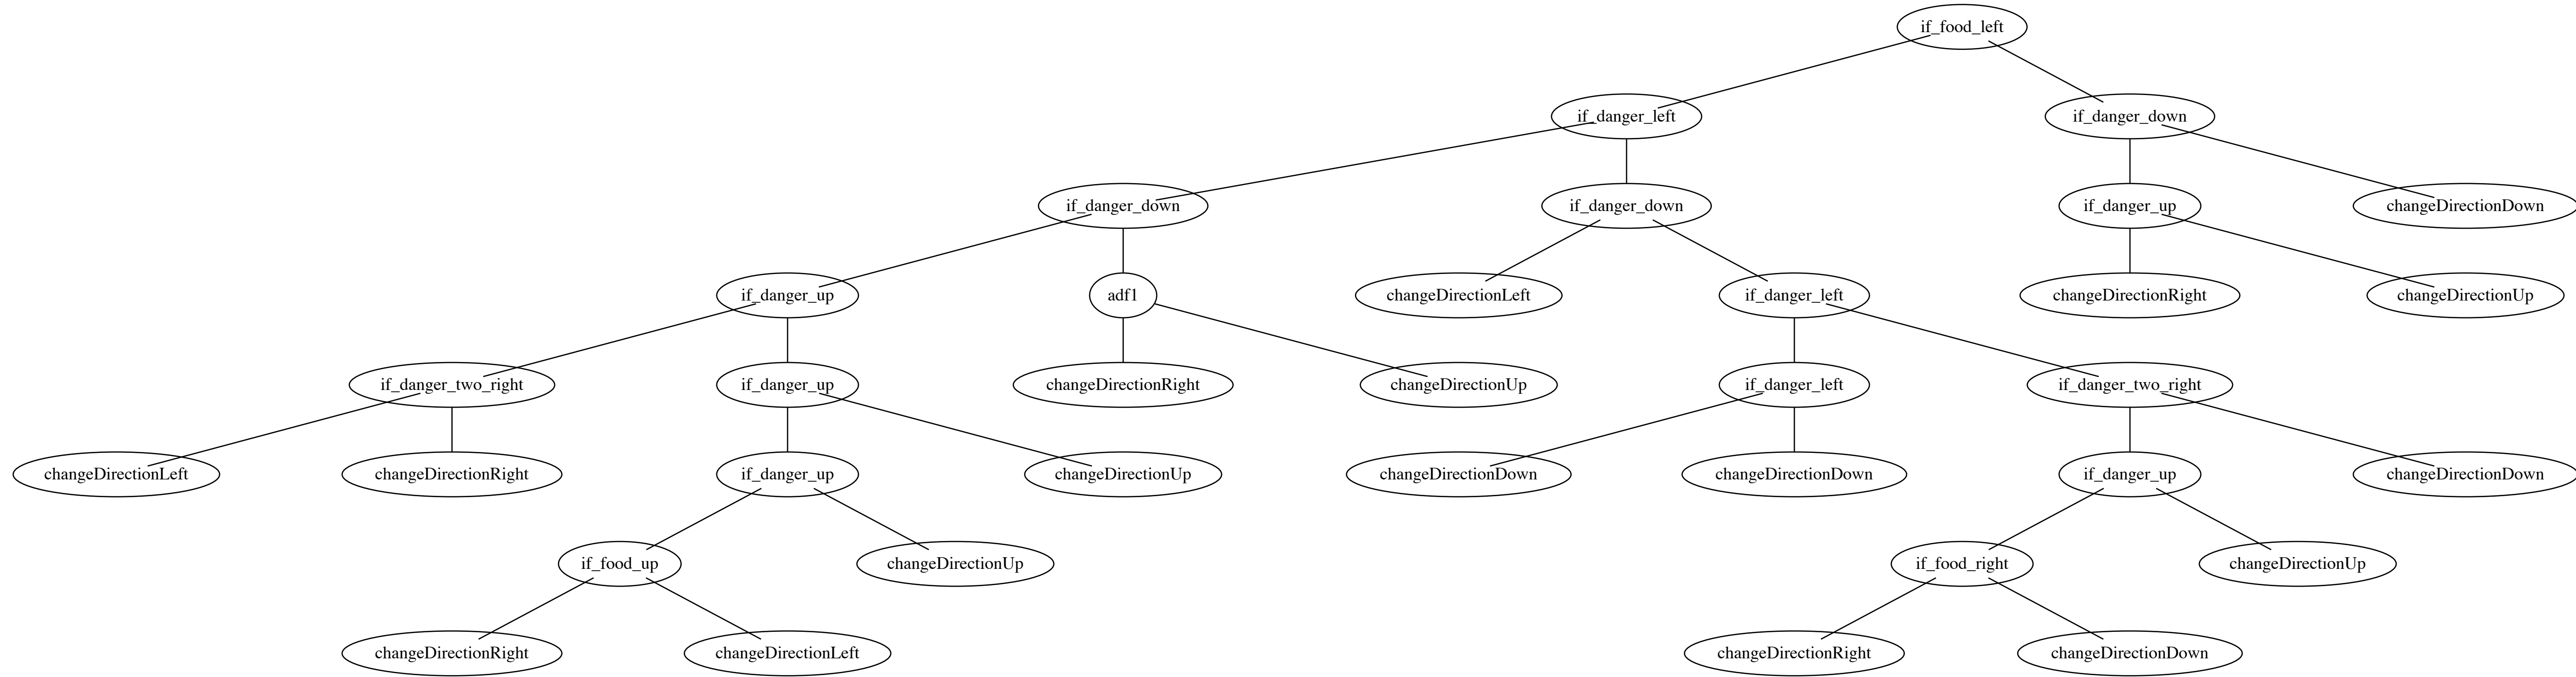 if_food_left
if_danger_left
if_danger_down
if_danger_down
if_danger_down
if_danger_up
changeDirectionDown
if_danger_up
adf1
changeDirectionLeft
if_danger_left
changeDirectionRight
changeDirectionUp
if_danger_two_right
if_danger_up
changeDirectionRight
changeDirectionUp
if_danger_left
if_danger_two_right
changeDirectionLeft
changeDirectionRight
if_danger_up
changeDirectionUp
changeDirectionDown
changeDirectionDown
if_danger_up
changeDirectionDown
if_food_up
changeDirectionUp
if_food_right
changeDirectionUp
changeDirectionRight
changeDirectionLeft
changeDirectionRight
changeDirectionDown